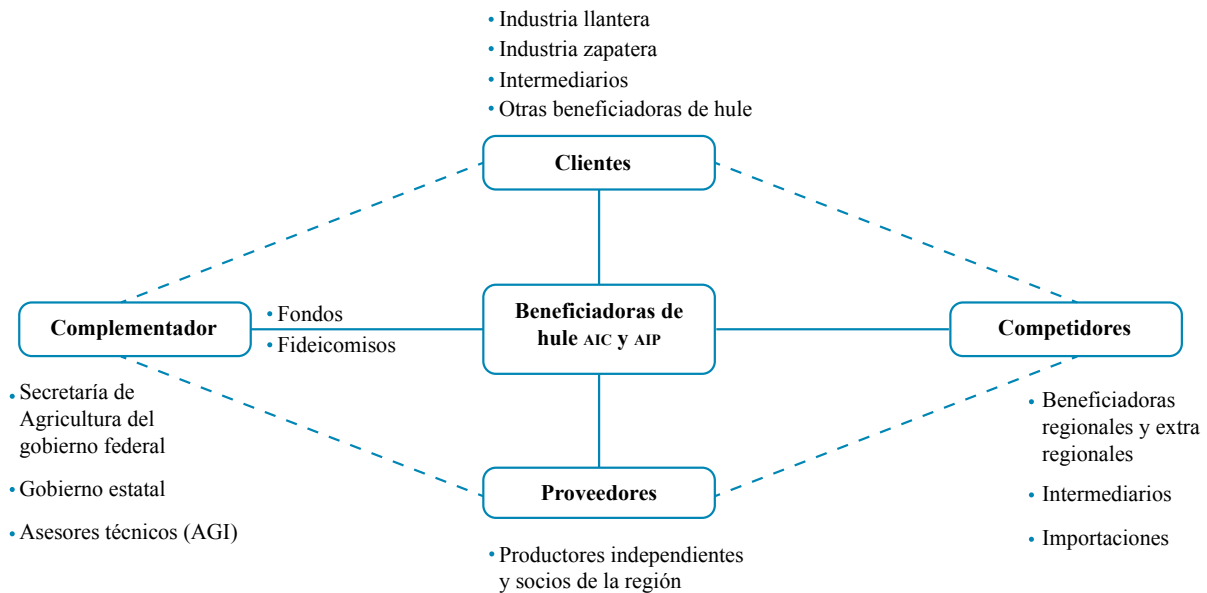 • Industria llantera
• Industria zapatera
• Intermediarios
• Otras beneficiadoras de hule
Clientes
Complementador
• Fondos
• Fideicomisos
Beneficiadoras de
hule AIC y AIP
Competidores
• Secretaría de
Agricultura del
gobierno federal
• Gobierno estatal
• Asesores técnicos (AGI)
Proveedores
• Productores independientes
y socios de la región
• Beneficiadoras
regionales y extra
regionales
• Intermediarios
• Importaciones